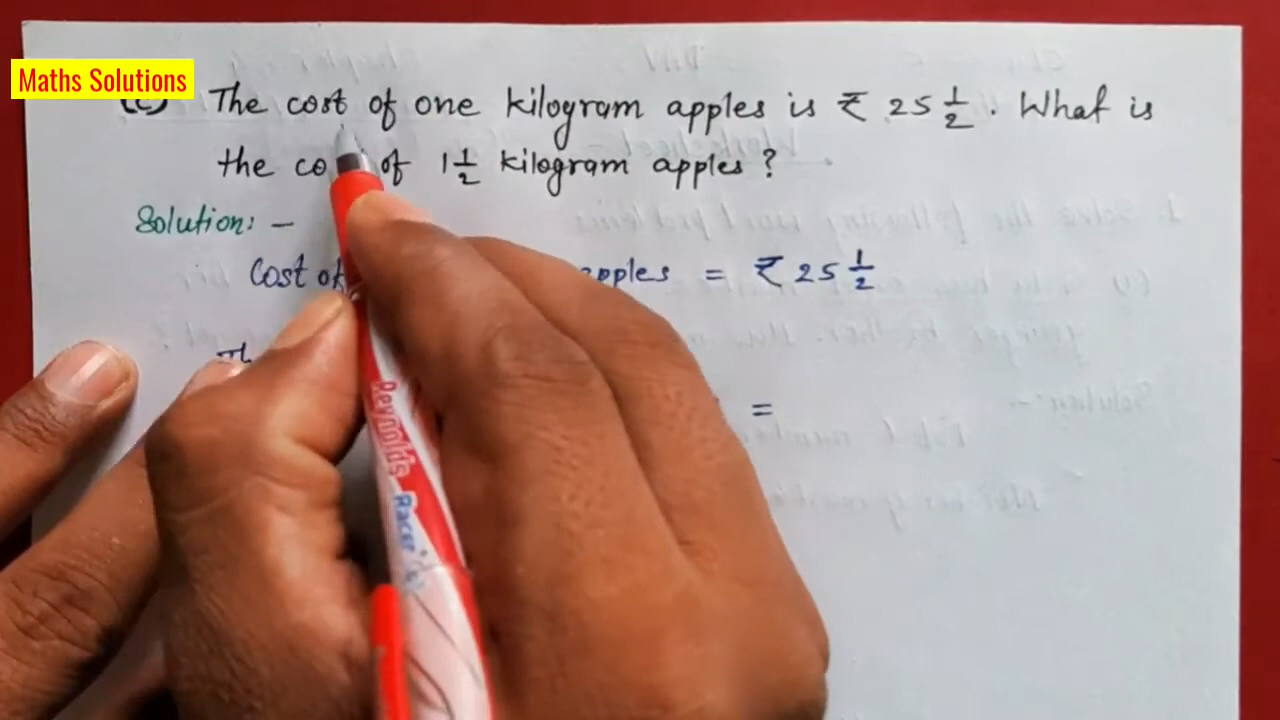 Maths Solutions
(c) The cost of one kilogram apples is ₹ 25 1/2. What is
the of 1 1/2 kilogram apples?
Solution: -
Cost of apples = ₹ 25 1/2
=
Reynolds Racer